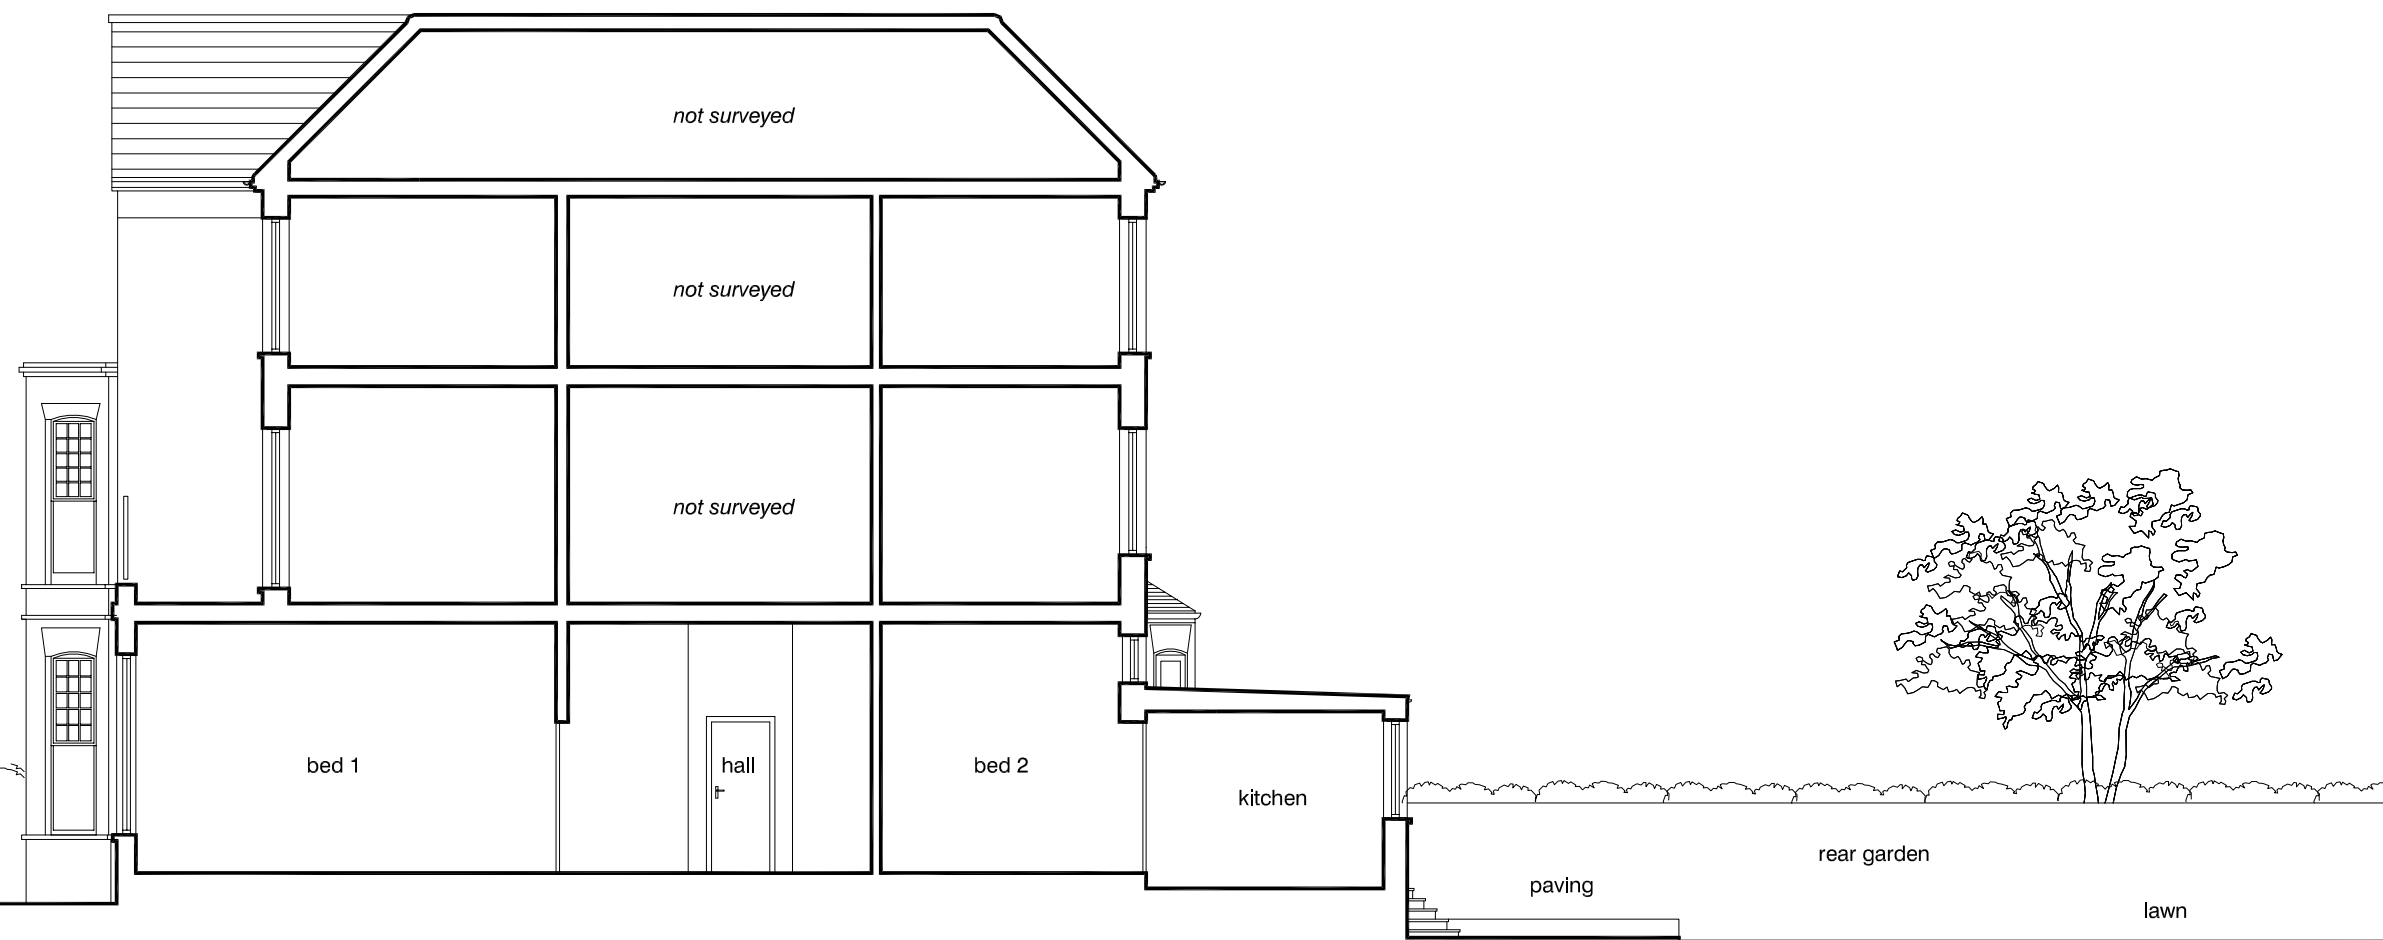 not surveyed
not surveyed
not surveyed
bed 1
hall
bed 2
kitchen
rear garden
paving
lawn